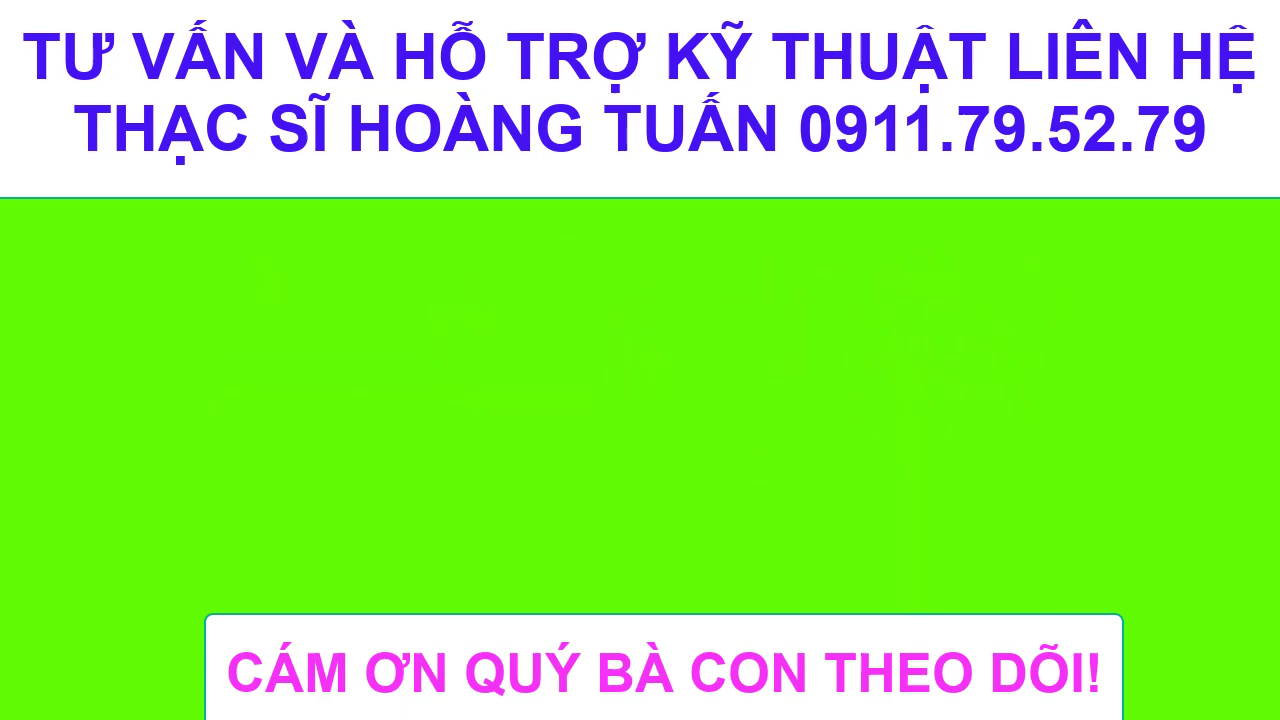 TƯ VẤN VÀ HỖ TRỢ KỸ THUẬT LIÊN HỆ
THẠC SĨ HOÀNG TUẤN 0911.79.52.79
CÁM ƠN QUÝ BÀ CON THEO DÕI!